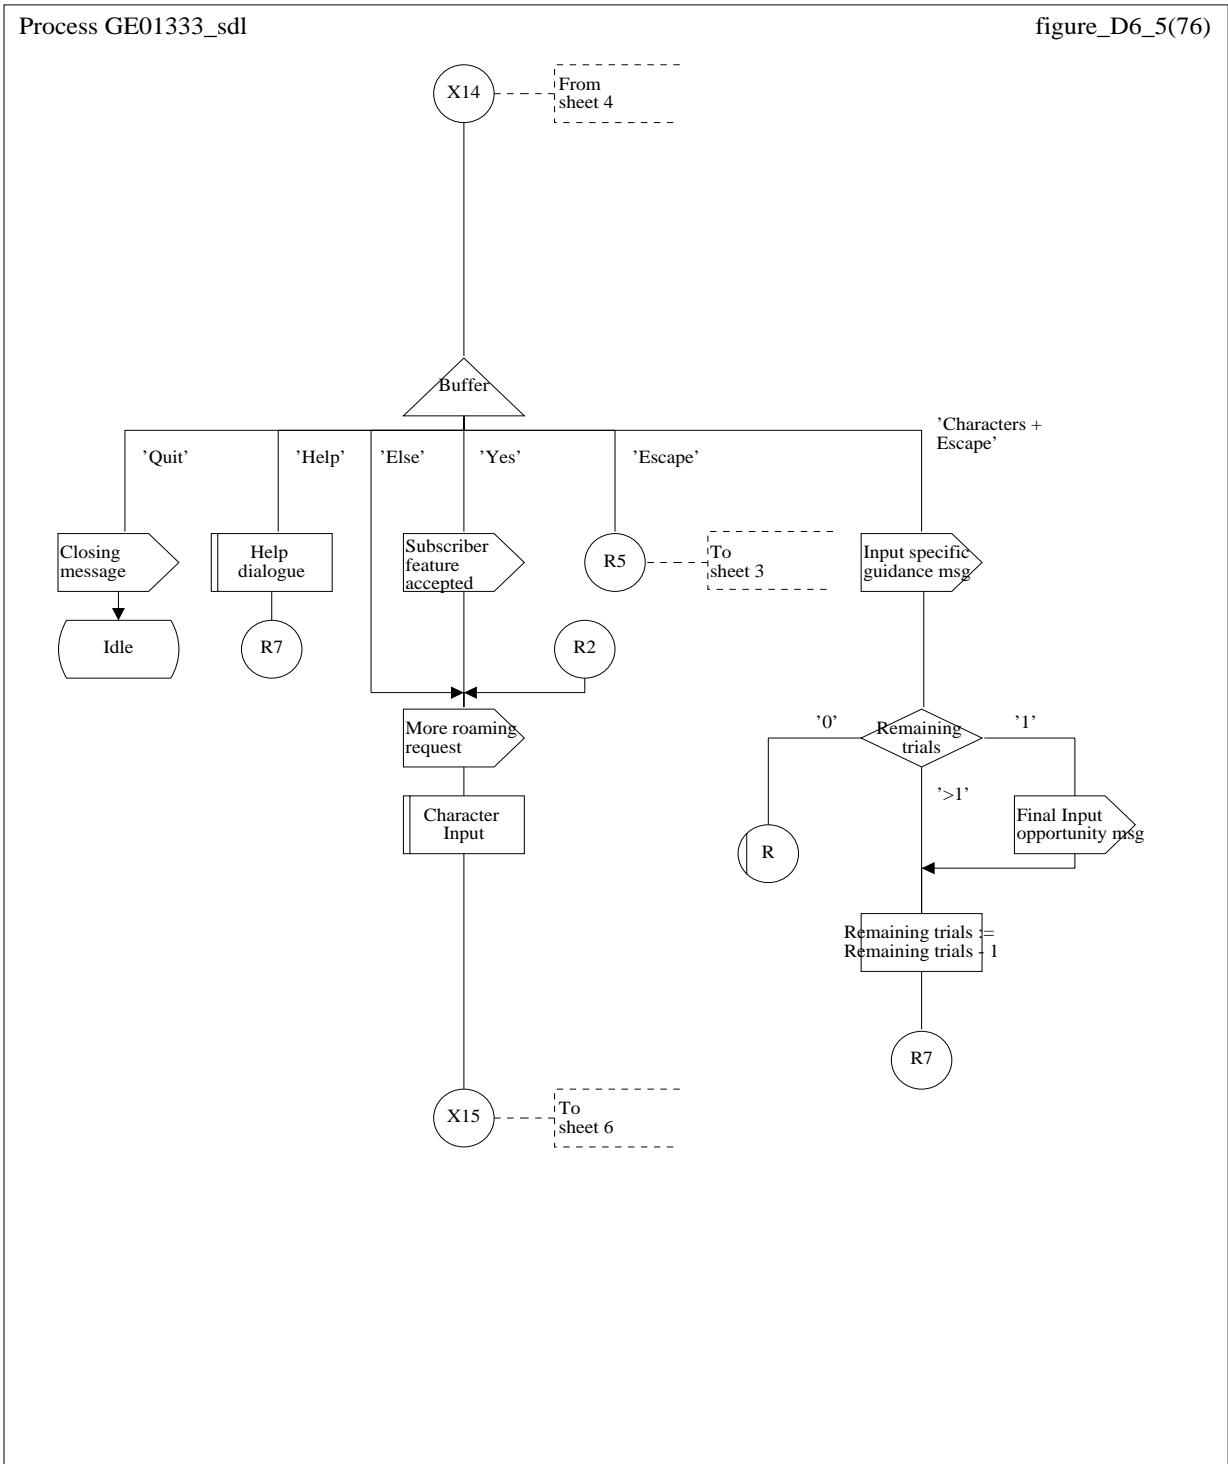 Process GE01333_sdl
figure_D6_5(76)
X14
From
sheet 4
Buffer
'Quit'
'Help'
'Else'
'Yes'
'Escape'
'Characters +
Escape'
Closing
message
Help
dialogue
Subscriber
feature
accepted
R5
To
sheet 3
Input specific
guidance msg
Idle
R7
R2
More roaming
request
'0'
Remaining
trials
'1'
'>1'
Character
Input
R
Final Input
opportunity msg
Remaining trials :=
Remaining trials - 1
R7
X15
To
sheet 6